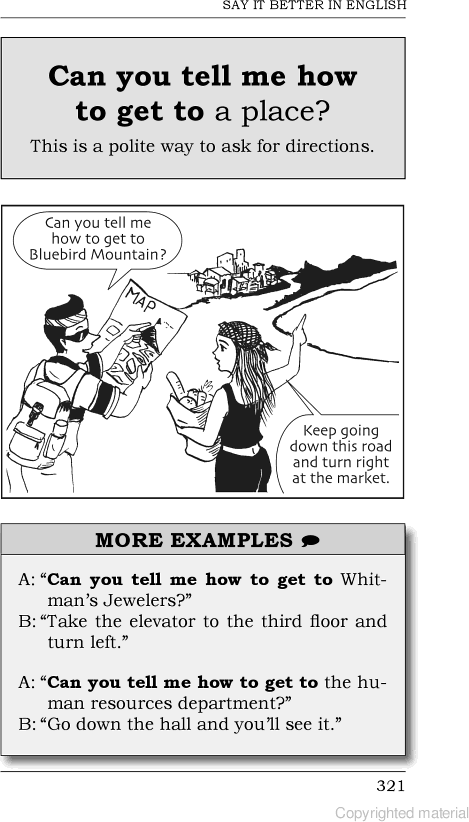 SAY IT BETTER IN ENGLISH
Can you tell me how
to get to a place?
This is a polite way to ask for directions.
Can you tell me
how to get to
Bluebird Mountain?
MAP
Keep going
down this road
and turn right
at the market.
MORE EXAMPLES
A: “Can you tell me how to get to Whit-
man’s Jewelers?”
B: “Take the elevator to the third floor and
turn left.”
A: “Can you tell me how to get to the hu-
man resources department?”
B: “Go down the hall and you’ll see it.”
321
Copyrighted material